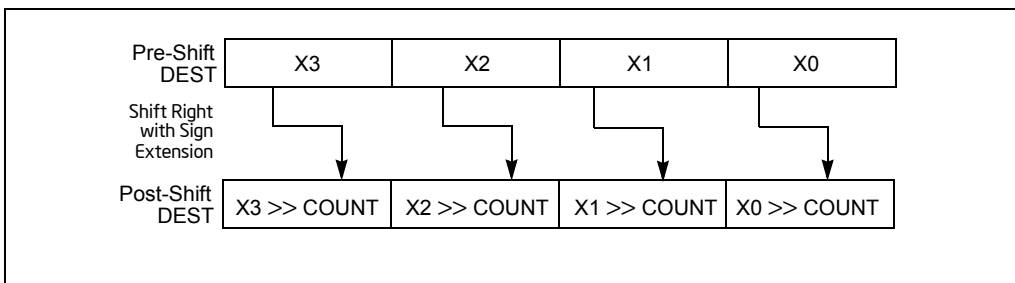 Pre-Shift
DEST
X3 X2 X1 X0
Shift Right
with Sign
Extension
Post-Shift
DEST
X3 >> COUNT X2 >> COUNT X1 >> COUNT X0 >> COUNT